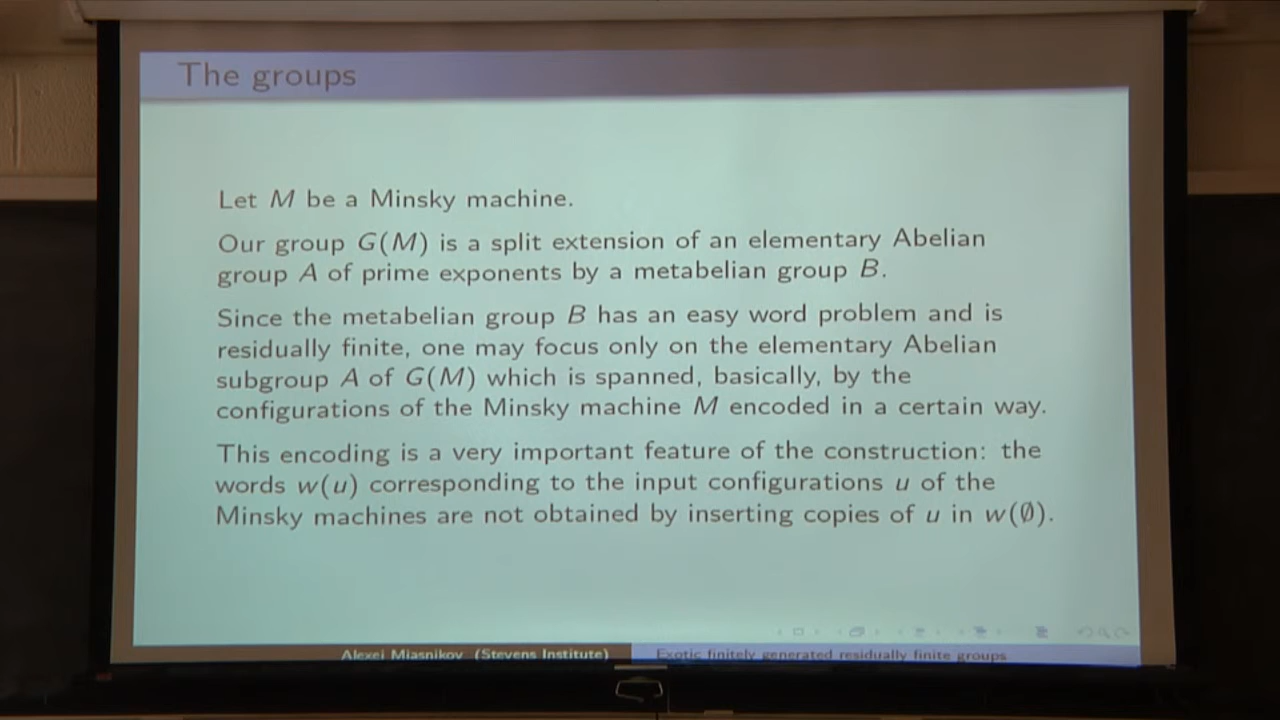 The groups
Let M be a Minsky machine.
Our group G(M) is a split extension of an elementary Abelian
group A of prime exponents by a metabelian group B.
Since the metabelian group B has an easy word problem and is
residually finite, one may focus only on the elementary Abelian
subgroup A of G(M) which is spanned, basically, by the
configurations of the Minsky machine M encoded in a certain way.
This encoding is a very important feature of the construction: the
words w(u) corresponding to the input configurations u of the
Minsky machines are not obtained by inserting copies of u in w(∅).
Alexei Miasnikov (Stevens Institute)
Exotic finitely generated residually finite groups